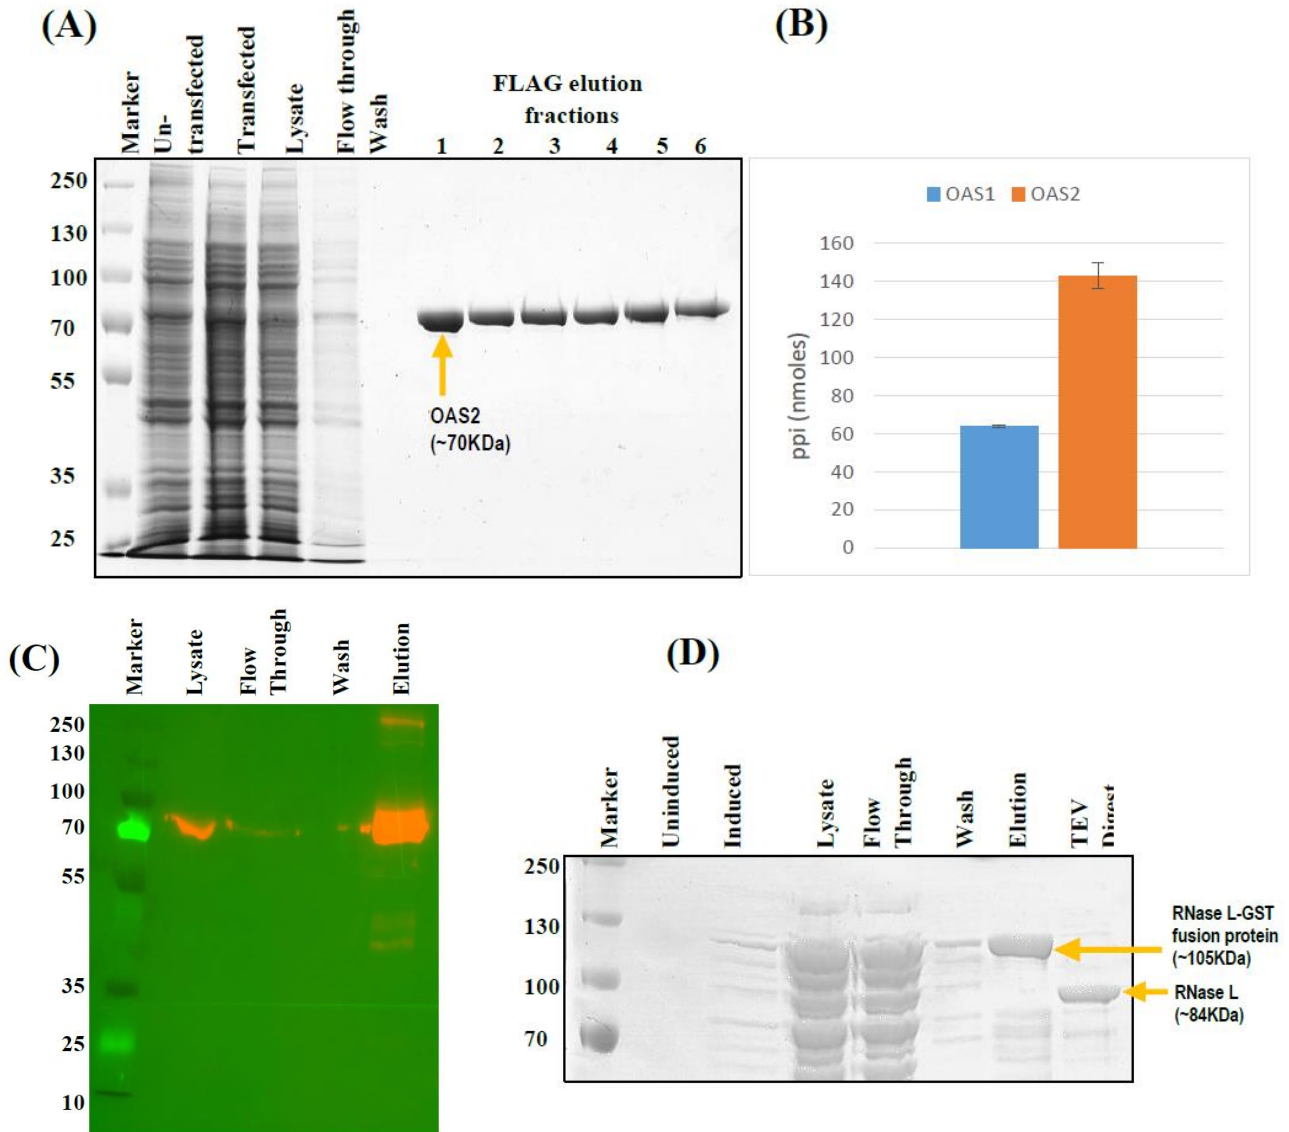 (A)
Marker
Un-
transfected
Transfected
Lysate
Flow through
Wash
FLAG elution
fractions
1 2 3 4 5 6
250
130
100
70
55
35
25
OAS2
(~70KDa)
(B)
OAS1 OAS2
ppi (nmoles)
160
140
120
100
80
60
40
20
0
(C)
Marker
Lysate
Flow
Through
Wash
Elution
250
130
100
70
55
35
25
10
(D)
Marker
Uninduced
Induced
Lysate
Flow
Through
Wash
Elution
TEV
Digest
250
130
100
70
RNase L-GST
fusion protein
(~105KDa)
RNase L
(~84KDa)